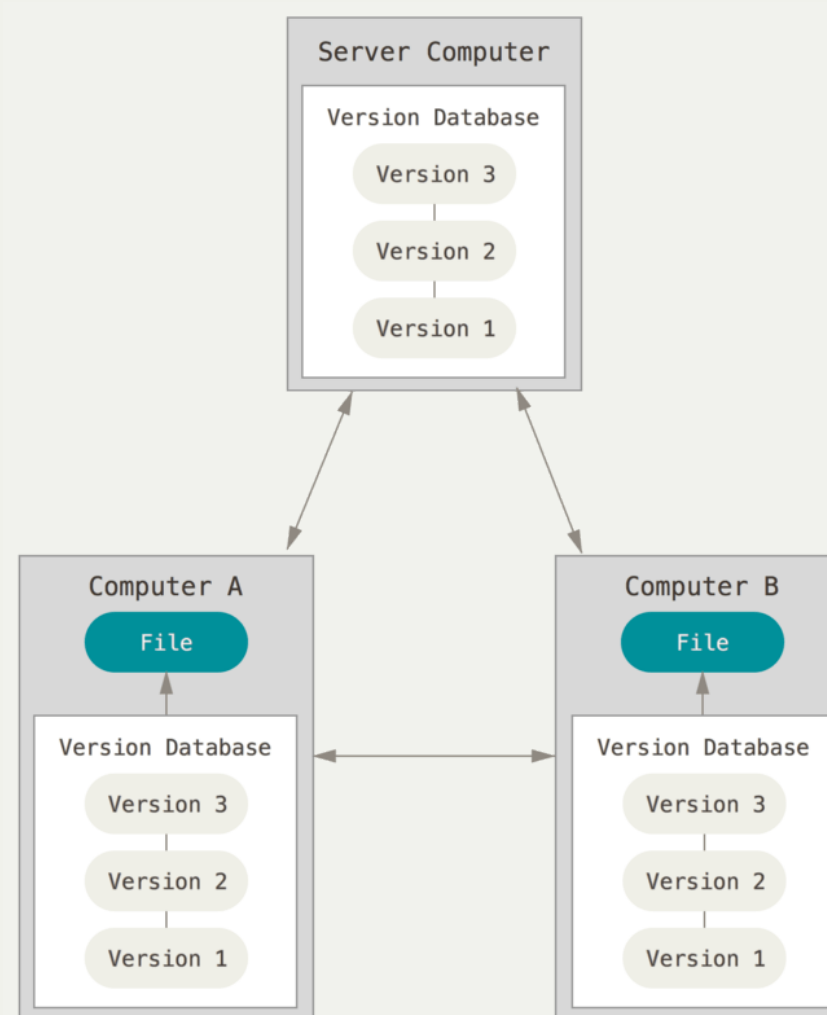 Server Computer
Version Database
Version 3
Version 2
Version 1
Computer A
File
Version Database
Version 3
Version 2
Version 1
Computer B
File
Version Database
Version 3
Version 2
Version 1